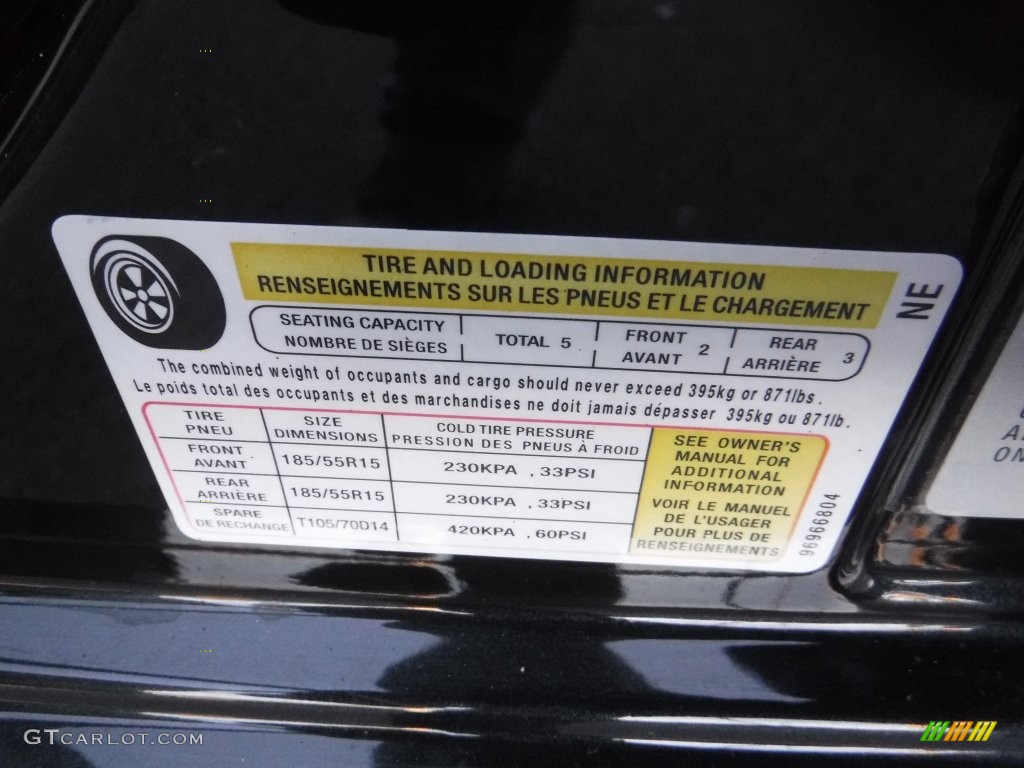 TIRE AND LOADING INFORMATION
RENSEIGNEMENTS SUR LES PNEUS ET LE CHARGEMENT
NE
SEATING CAPACITY
NOMBRE DE SIÈGES
TOTAL 5
FRONT
AVANT
2
REAR
ARRIÈRE
3
The combined weight of occupants and cargo should never exceed 395kg or 871lbs.
Le poids total des occupants et des marchandises ne doit jamais dépasser 395kg ou 871lb.
TIRE
PNEU
SIZE
DIMENSIONS
COLD TIRE PRESSURE
PRESSION DES PNEUS À FROID
FRONT
AVANT
185/55R15
230KPA , 33PSI
REAR
ARRIÈRE
185/55R15
230KPA , 33PSI
SPARE
DE RECHANGE
T105/70D14
420KPA , 60PSI
SEE OWNER'S
MANUAL FOR
ADDITIONAL
INFORMATION
VOIR LE MANUEL
DE L'USAGER
POUR PLUS DE
RENSEIGNEMENTS
96966804
GTCARLOT.COM